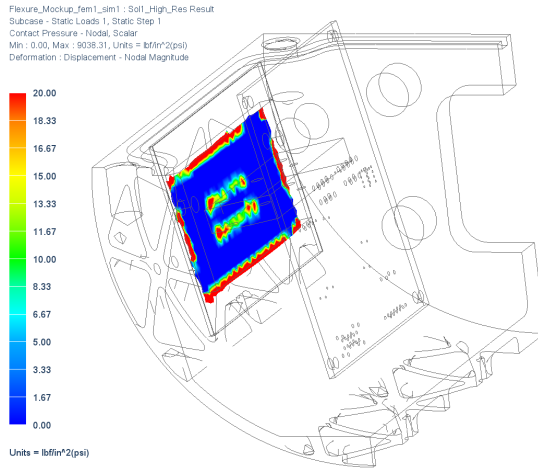 Flexure_Mockup_fem1_sim1 : Sol1_High_Res Result
Subcase - Static Loads 1, Static Step 1
Contact Pressure - Nodal, Scalar
Min : 0.00, Max : 9038.31, Units = lbf/in^2(psi)
Deformation : Displacement - Nodal Magnitude
20.00
18.33
16.67
15.00
13.33
11.67
10.00
8.33
6.67
5.00
3.33
1.67
0.00
Units = lbf/in^2(psi)